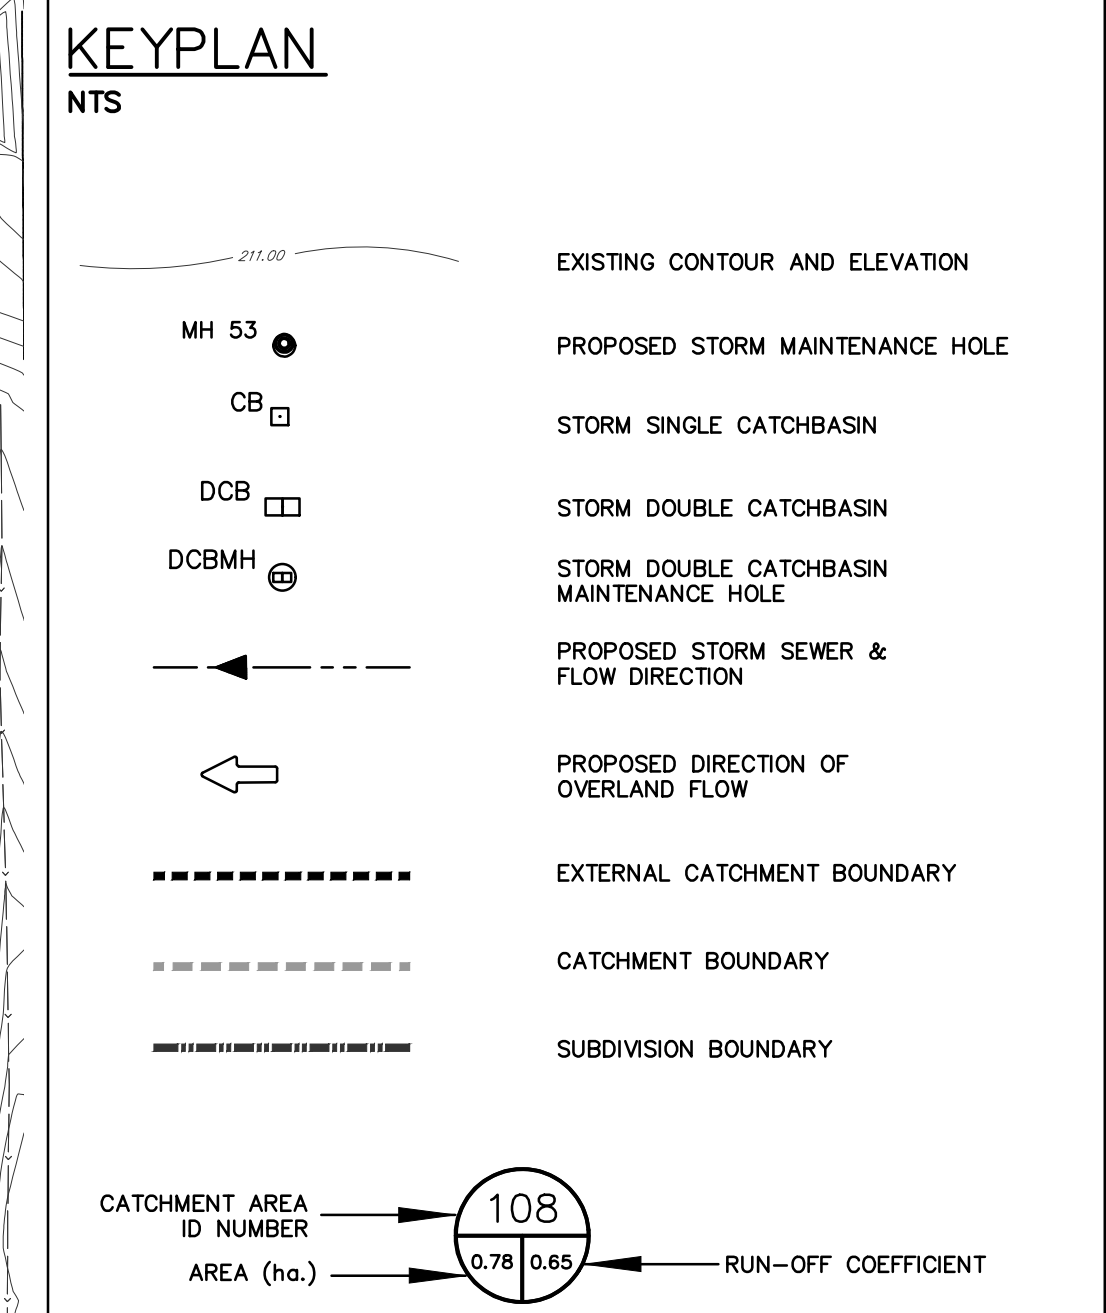 KEYPLAN
NTS
211.00
EXISTING CONTOUR AND ELEVATION
MH 53
PROPOSED STORM MAINTENANCE HOLE
CB
STORM SINGLE CATCHBASIN
DCB
STORM DOUBLE CATCHBASIN
DCBMH
STORM DOUBLE CATCHBASIN
MAINTENANCE HOLE
PROPOSED STORM SEWER &
FLOW DIRECTION
PROPOSED DIRECTION OF
OVERLAND FLOW
EXTERNAL CATCHMENT BOUNDARY
CATCHMENT BOUNDARY
SUBDIVISION BOUNDARY
CATCHMENT AREA
ID NUMBER
108
AREA (ha.)
0.78
0.65
RUN-OFF COEFFICIENT